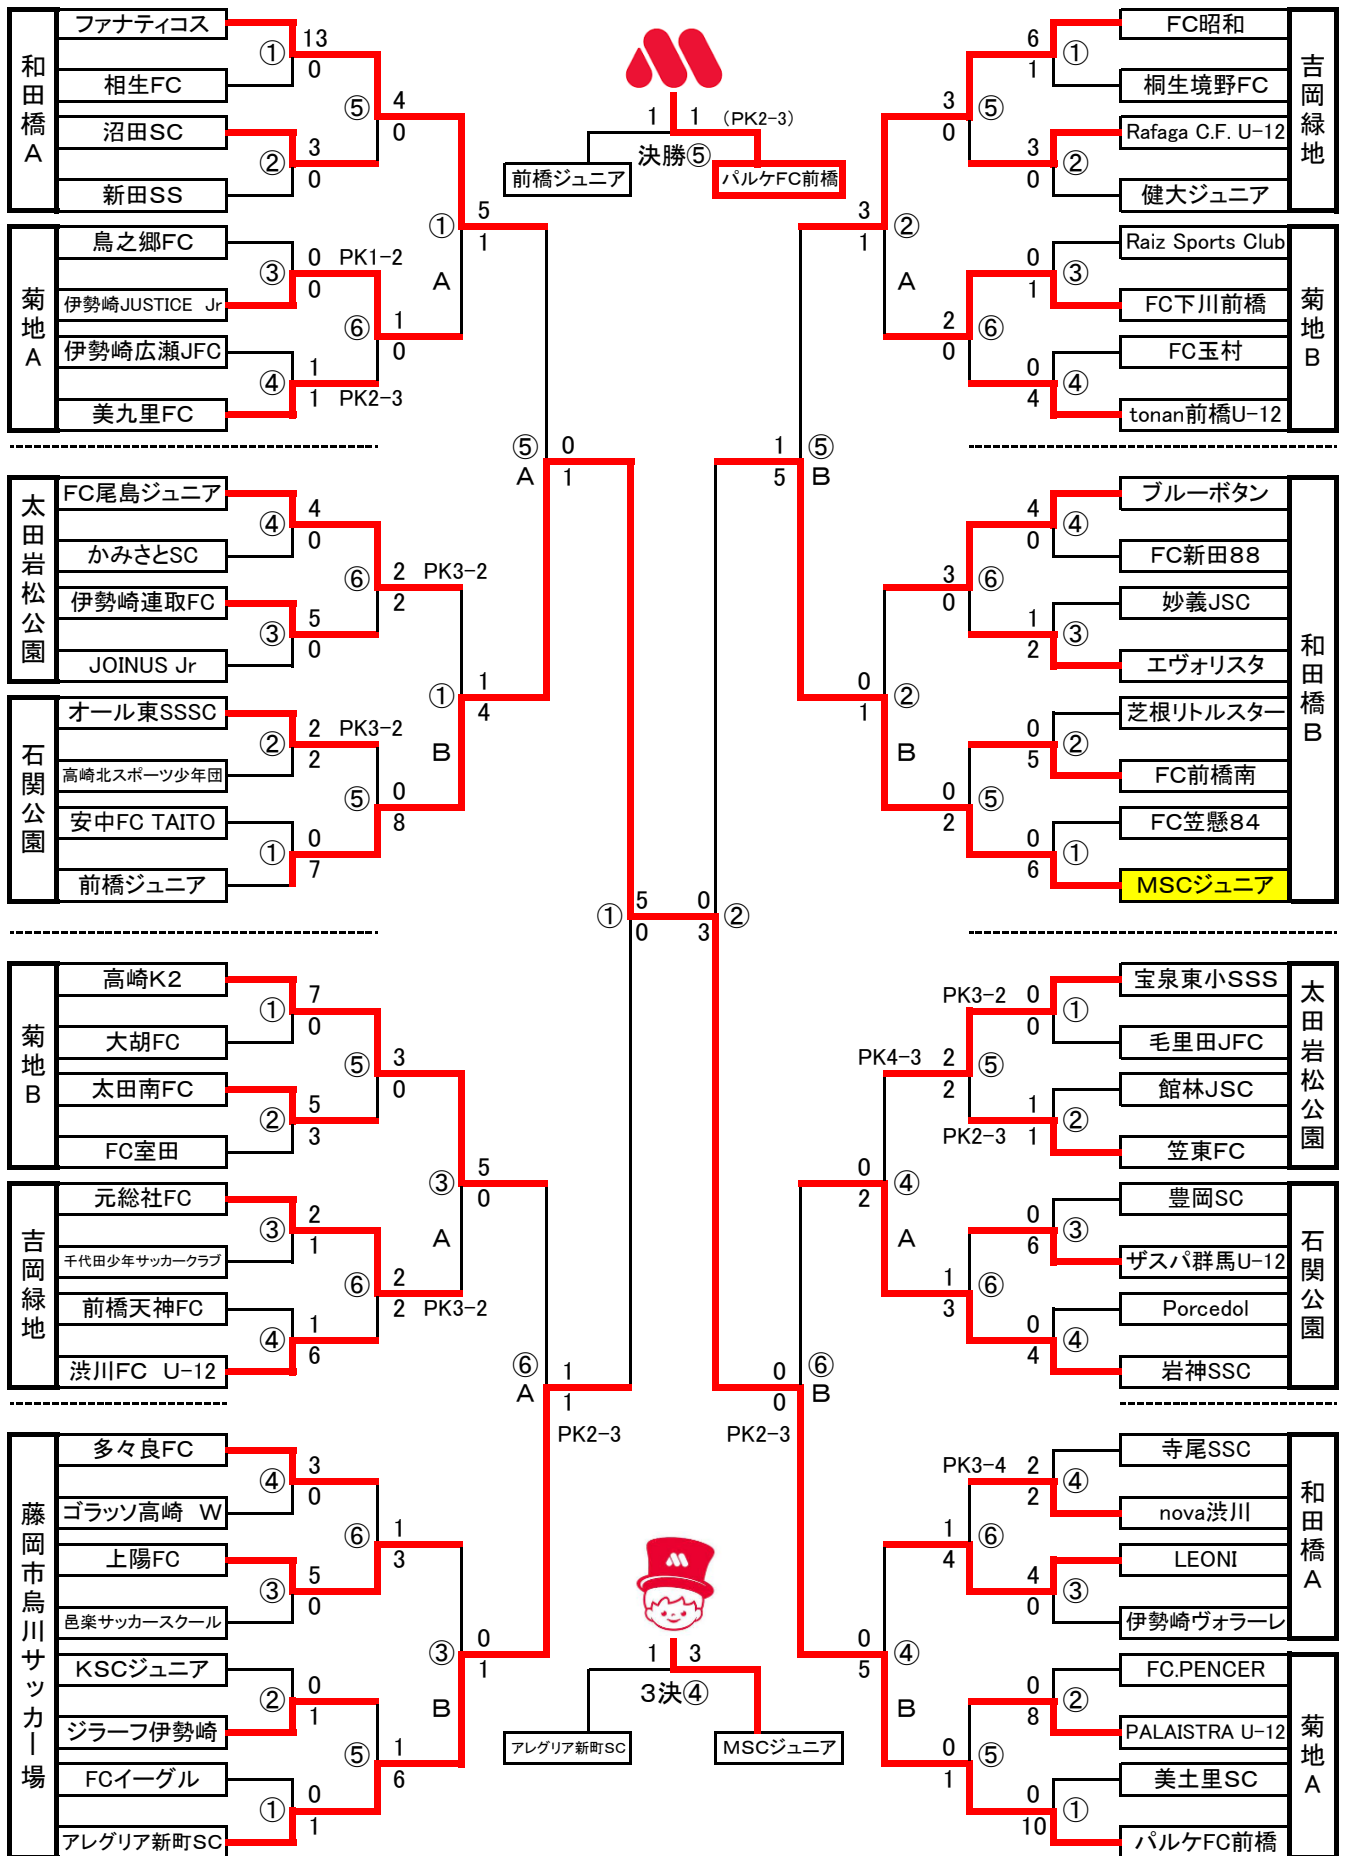 和田橋A
ファナティコス
相生FC
沼田SC
新田SS
① 13 0
② 3 0
⑤ 4 0
菊地A
鳥之郷FC
伊勢崎JUSTICE Jr
伊勢崎広瀬JFC
美九里FC
③ 0 0 PK1-2
④ 1 1 PK2-3
⑥ 1 0
① A 5 1
太田岩松公園
FC尾島ジュニア
かみさとSC
伊勢崎連取FC
JOINUS Jr
④ 4 0
③ 5 0
⑥ 2 2 PK3-2
石関公園
オール東SSSC
高崎北スポーツ少年団
安中FC TAITO
前橋ジュニア
② 2 2 PK3-2
① 0 7
⑤ 0 8
① B 1 4
⑤ A 0 1
菊地B
高崎K2
大胡FC
太田南FC
FC室田
① 7 0
② 5 3
⑤ 3 0
吉岡緑地
元総社FC
千代田少年サッカークラブ
前橋天神FC
渋川FC U-12
③ 2 1
④ 1 6
⑥ 2 2 PK3-2
③ A 5 0
藤岡市烏川サッカー場
多々良FC
ゴラッソ高崎 W
上陽FC
邑楽サッカースクール
KSCジュニア
ジラーフ伊勢崎
FCイーグル
アレグリア新町SC
④ 3 0
③ 5 0
⑥ 1 3
② 0 1
① 0 1
⑤ 1 6
③ B 0 1
⑥ A 1 1 PK2-3
① 5 0
1 1 (PK2-3)
決勝⑤
前橋ジュニア
パルケFC前橋
1 3
3決④
アレグリア新町SC
MSCジュニア
吉岡緑地
FC昭和
桐生境野FC
Rafaga C.F. U-12
健大ジュニア
6 1 ①
3 0 ②
3 0 ⑤
菊地B
Raiz Sports Club
FC下川前橋
FC玉村
tonan前橋U-12
0 1 ③
0 4 ④
2 0 ⑥
3 1 ② A
和田橋B
ブルーボタン
FC新田88
妙義JSC
エヴォリスタ
芝根リトルスター
FC前橋南
FC笠懸84
MSCジュニア
4 0 ④
1 2 ③
3 0 ⑥
0 5 ②
0 6 ①
0 2 ⑤
0 1 ② B
1 5 ⑤ B
太田岩松公園
宝泉東小SSS
毛里田JFC
館林JSC
笠東FC
PK3-2 0 0 ①
1 1 ② PK2-3
PK4-3 2 2 ⑤
石関公園
豊岡SC
ザスパ群馬U-12
Porcedol
岩神SSC
0 6 ③
0 4 ④
1 3 ⑥
0 2 ④ A
和田橋A
寺尾SSC
nova渋川
LEONI
伊勢崎ヴォラーレ
PK3-4 2 2 ④
4 0 ③
1 4 ⑥
菊地A
FC.PENCER
PALAISTRA U-12
美土里SC
パルケFC前橋
0 8 ②
0 10 ①
0 1 ⑤
0 5 ④ B
0 0 ⑥ B PK2-3
0 3 ②